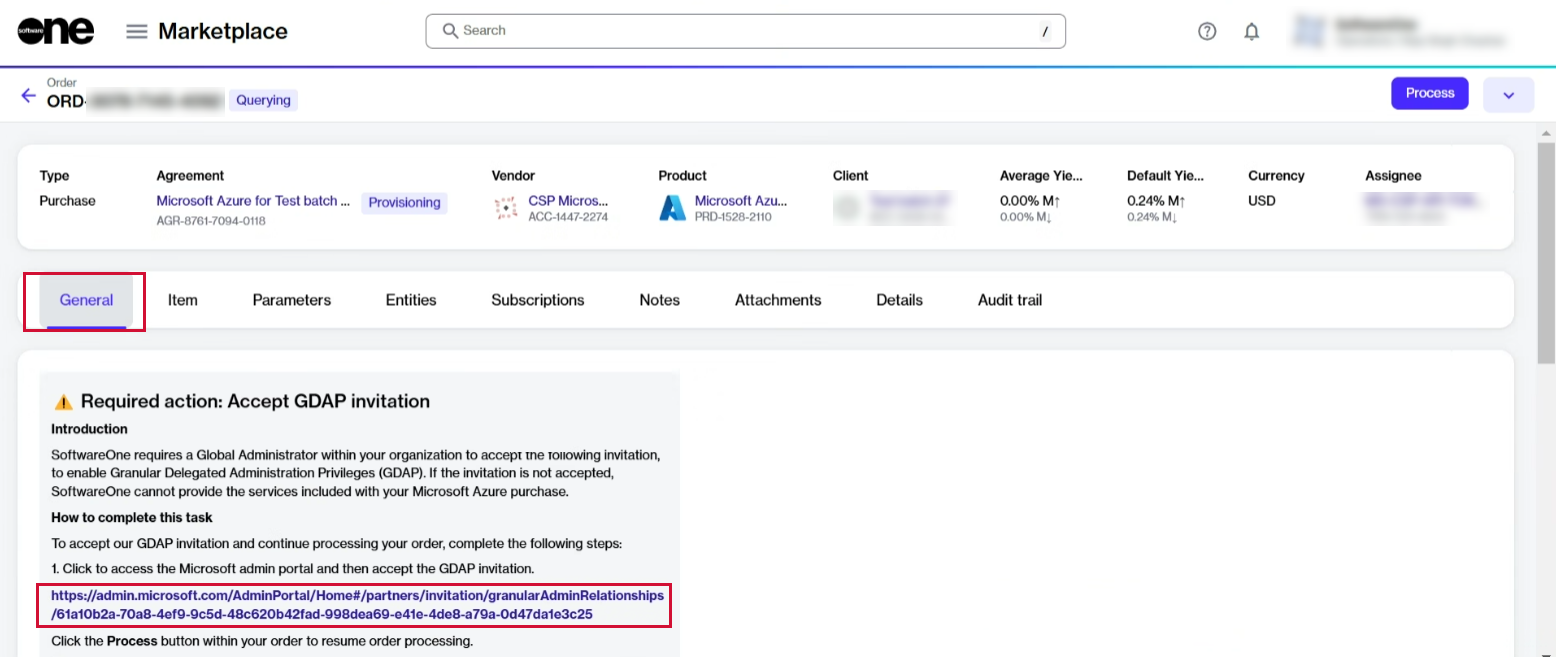 software one
Marketplace
Search /
Order
ORD- Querying
Process
Type Agreement Vendor Product Client Average Yie... Default Yie... Currency Assignee
Purchase Microsoft Azure for Test batch ... Provisioning CSP Micros... Microsoft Azu... 0.00% M↑ 0.24% M↑ USD
AGR-8761-7094-0118 ACC-1447-2274 PRD-1528-2110 0.00% M↓ 0.24% M↓
General Item Parameters Entities Subscriptions Notes Attachments Details Audit trail
Required action: Accept GDAP invitation
Introduction
SoftwareOne requires a Global Administrator within your organization to accept the following invitation,
to enable Granular Delegated Administration Privileges (GDAP). If the invitation is not accepted,
SoftwareOne cannot provide the services included with your Microsoft Azure purchase.
How to complete this task
To accept our GDAP invitation and continue processing your order, complete the following steps:
1. Click to access the Microsoft admin portal and then accept the GDAP invitation.
https://admin.microsoft.com/AdminPortal/Home#/partners/invitation/granularAdminRelationships
/61a10b2a-70a8-4ef9-9c5d-48c620b42fad-998dea69-e41e-4de8-a79a-0d47da1e3c25
Click the Process button within your order to resume order processing.